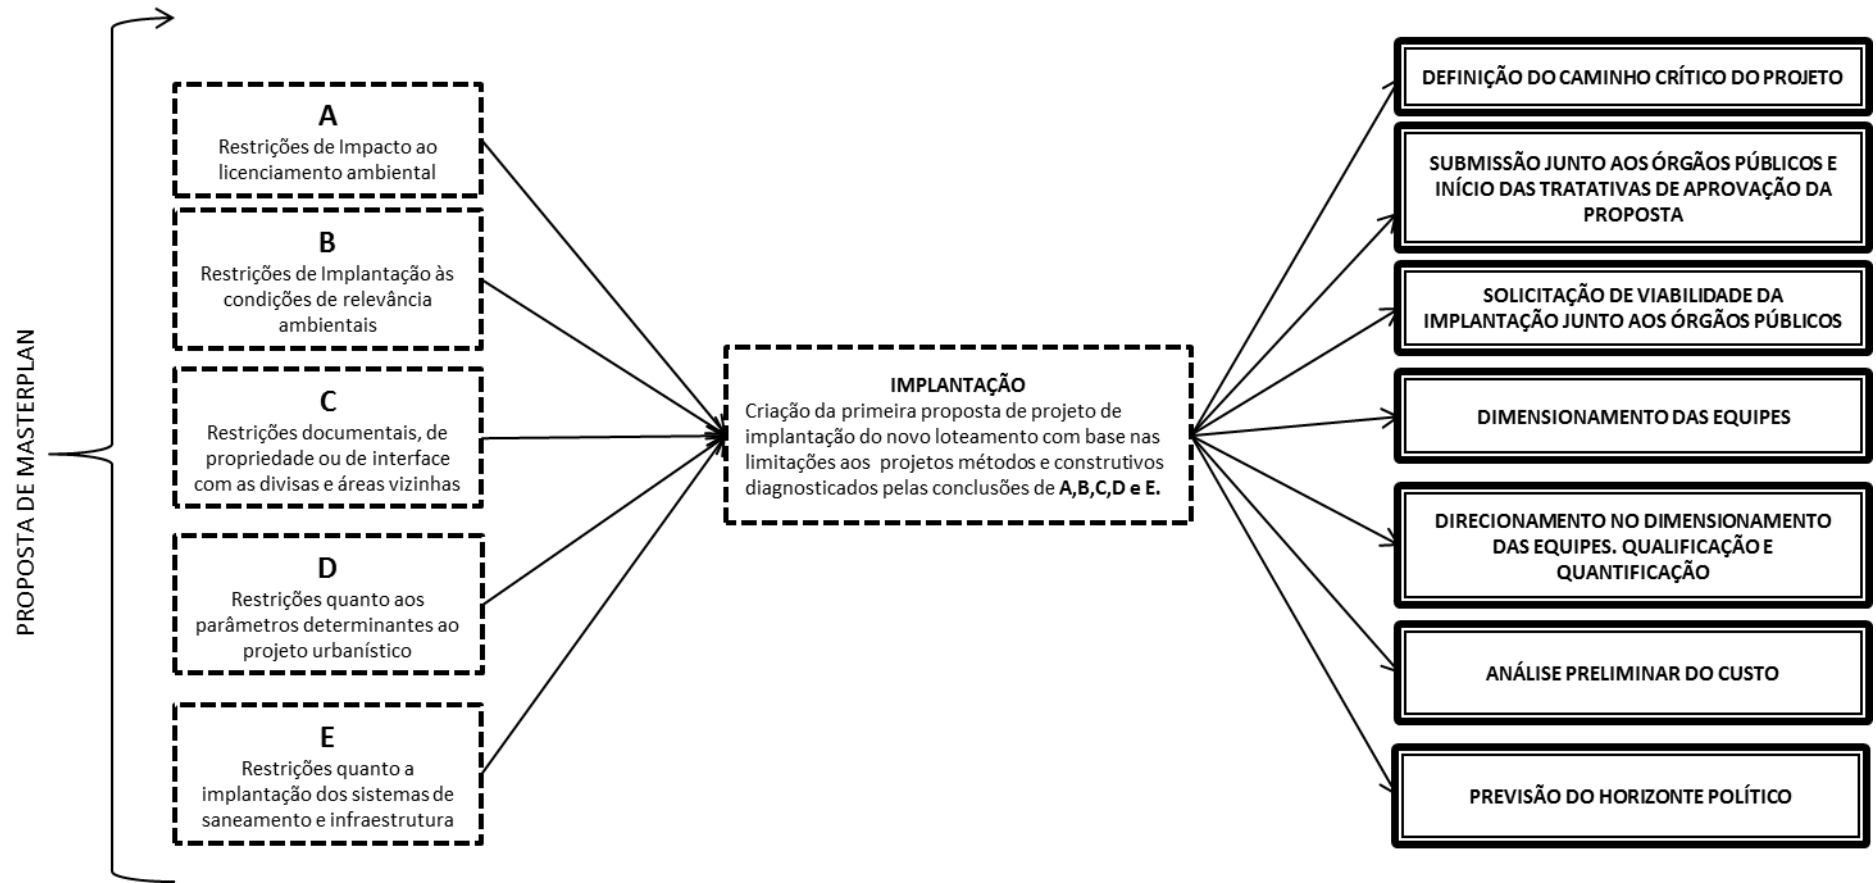 PROPOSTA DE MASTERPLAN
A
Restrições de Impacto ao
licenciamento ambiental
B
Restrições de Implantação às
condições de relevância
ambientais
C
Restrições documentais, de
propriedade ou de interface
com as divisas e áreas vizinhas
D
Restrições quanto aos
parâmetros determinantes ao
projeto urbanístico
E
Restrições quanto a
implantação dos sistemas de
saneamento e infraestrutura
IMPLANTAÇÃO
Criação da primeira proposta de projeto de
implantação do novo loteamento com base nas
limitações aos projetos métodos e construtivos
diagnosticados pelas conclusões de A,B,C,D e E.
DEFINIÇÃO DO CAMINHO CRÍTICO DO PROJETO
SUBMISSÃO JUNTO AOS ÓRGÃOS PÚBLICOS E
INÍCIO DAS TRATATIVAS DE APROVAÇÃO DA
PROPOSTA
SOLICITAÇÃO DE VIABILIDADE DA
IMPLANTAÇÃO JUNTO AOS ÓRGÃOS PÚBLICOS
DIMENSIONAMENTO DAS EQUIPES
DIRECIONAMENTO NO DIMENSIONAMENTO
DAS EQUIPES. QUALIFICAÇÃO E
QUANTIFICAÇÃO
ANÁLISE PRELIMINAR DO CUSTO
PREVISÃO DO HORIZONTE POLÍTICO